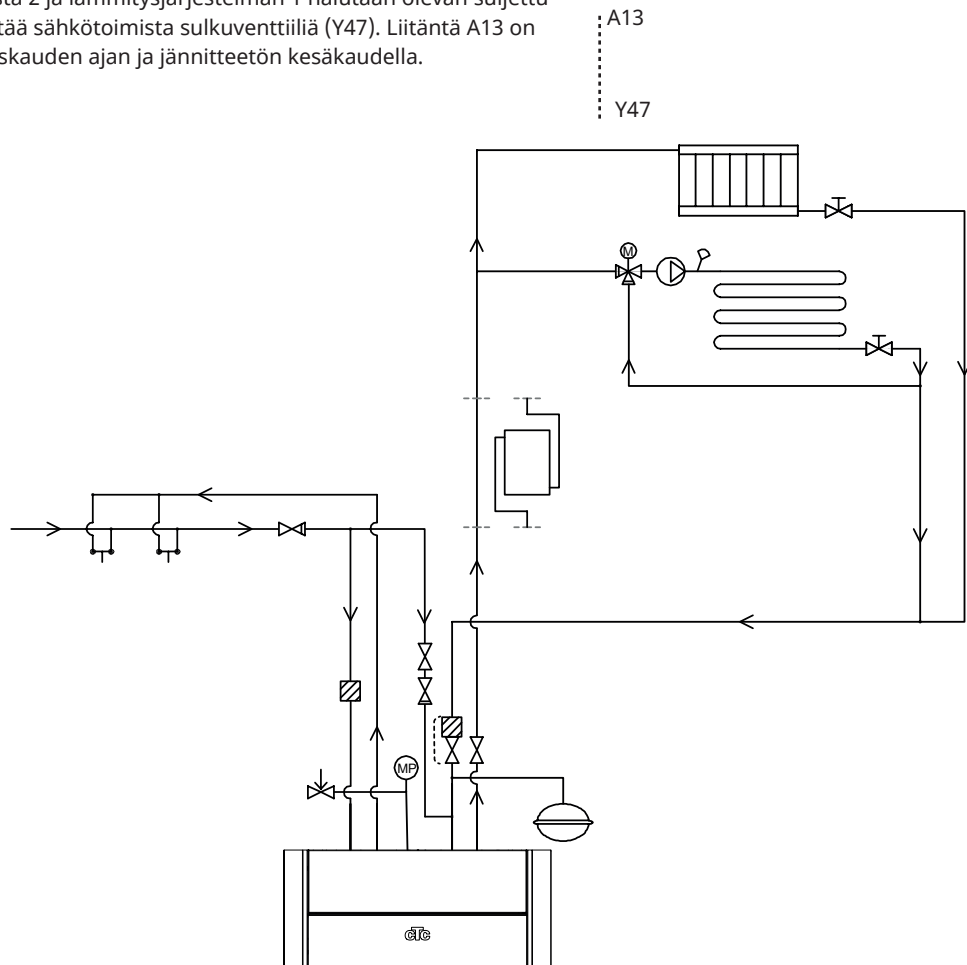 sta 2 ja lämmitysjärjestelmän 1 halutaan olevan suljettu
tää sähkötoimista sulkuventtiiliä (Y47). Liitäntä A13 on
skauden ajan ja jännitteetön kesäkaudella.
A13
Y47
M
MP
CTC